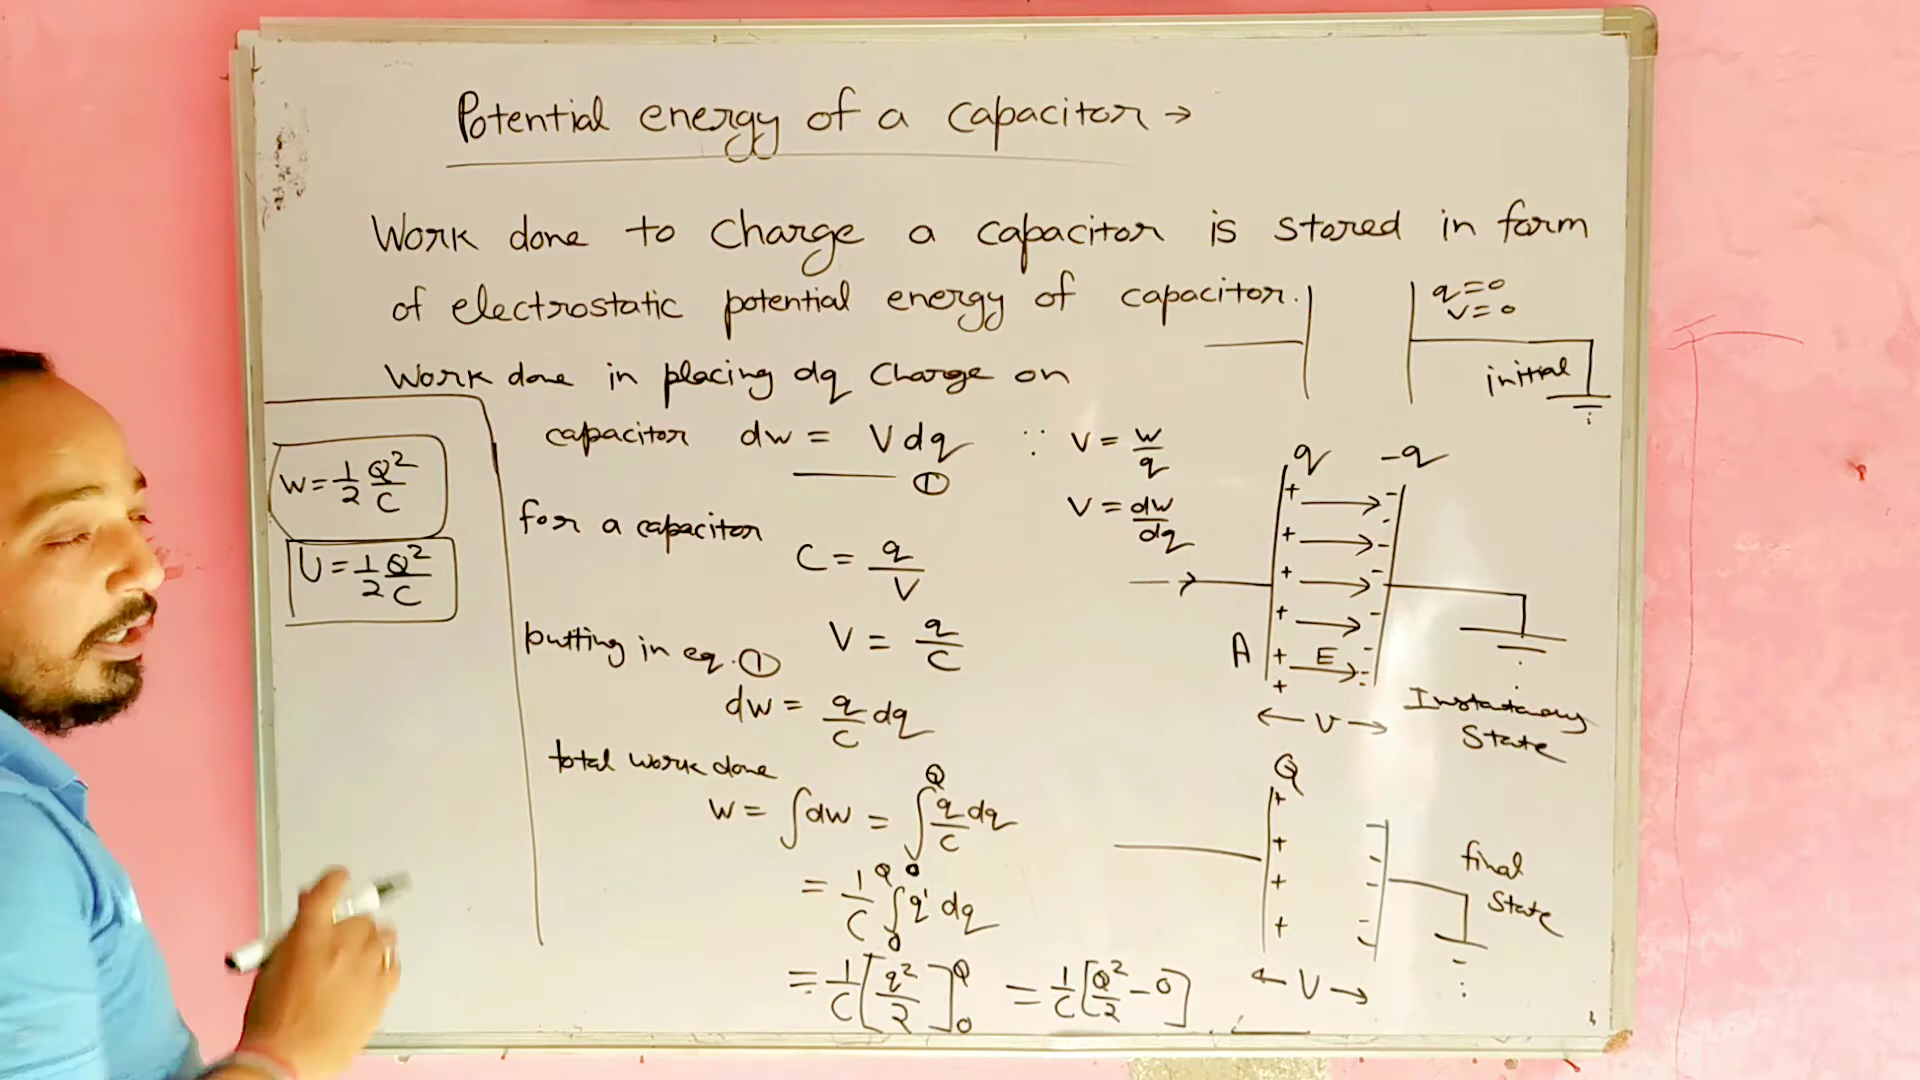 Potential energy of a capacitor →
Work done to charge a capacitor is stored in form
of electrostatic potential energy of capacitor.
q=0
V=0
initial
Work done in placing dq charge on
capacitor dw = Vdq ∵ V = w/q
①
V = dw/dq
for a capacitor
C = q/V
putting in eq. ① V = q/C
dw = q/C dq
total work done
W = ∫dw = ∫₀^Q q/C dq
= 1/C ∫₀^Q q¹ dq
= 1/C [q²/2]₀^Q = 1/C [Q²/2 - 0]
W = 1/2 Q²/C
U = 1/2 Q²/C
q -q
+ + + + + +
- - - - - - -
A
E
← V →
State
Q
+ + + +
- - - - -
final
State
← V →